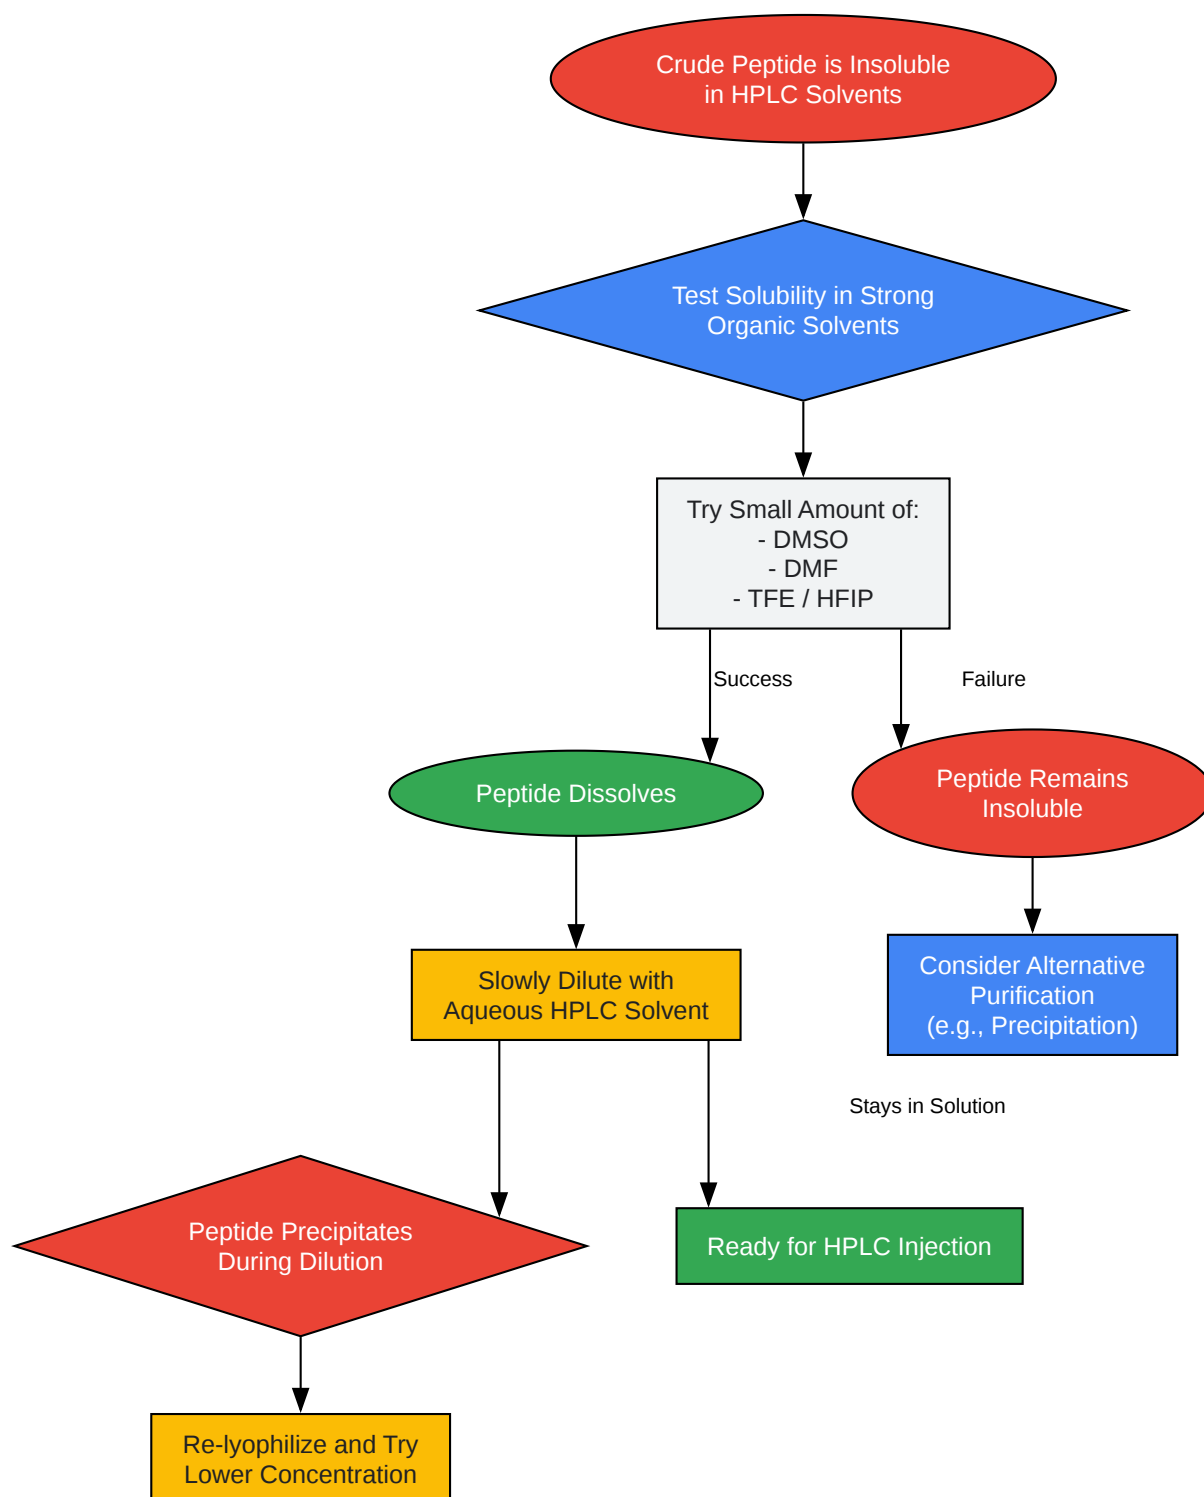 Crude Peptide is Insoluble
in HPLC Solvents
Test Solubility in Strong
Organic Solvents
Try Small Amount of:
- DMSO
- DMF
- TFE / HFIP
Success
Failure
Peptide Dissolves
Peptide Remains
Insoluble
Slowly Dilute with
Aqueous HPLC Solvent
Consider Alternative
Purification
(e.g., Precipitation)
Stays in Solution
Peptide Precipitates
During Dilution
Ready for HPLC Injection
Re-lyophilize and Try
Lower Concentration